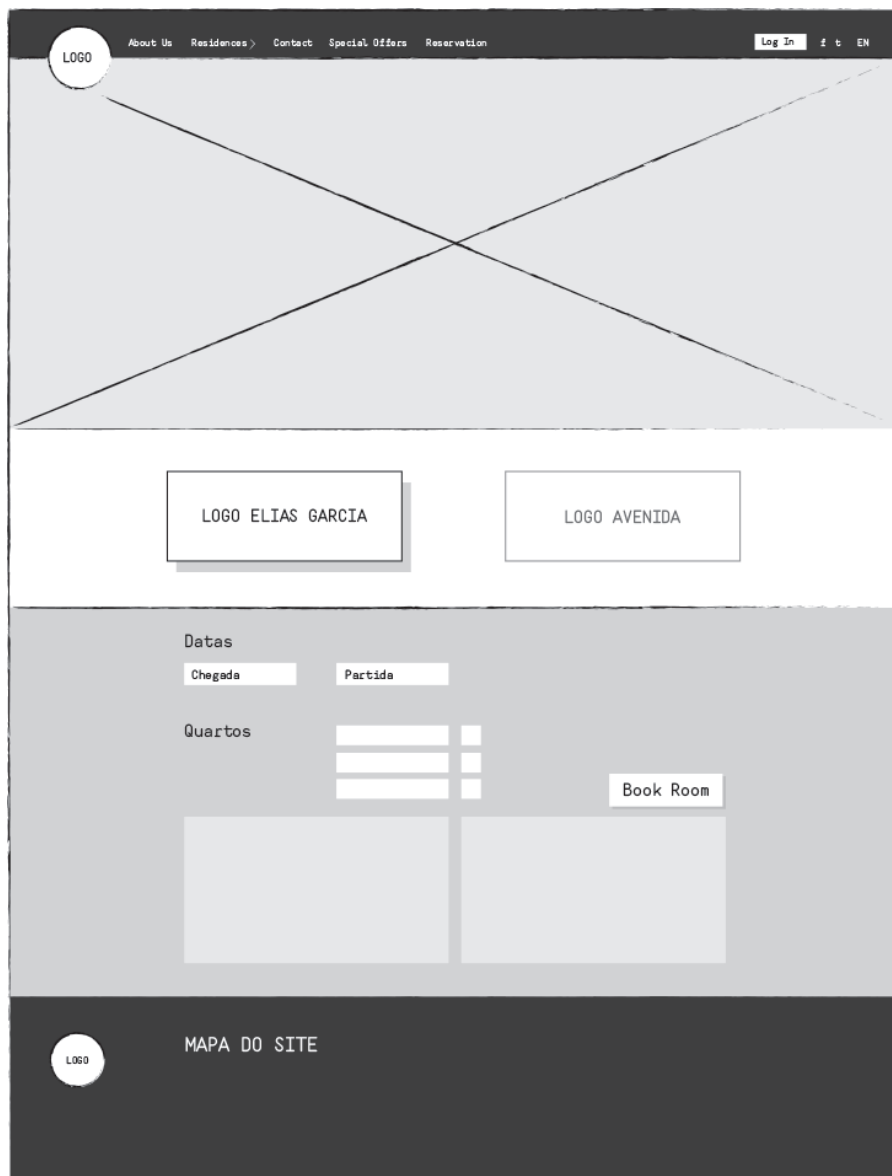 LOGO
About Us Residences > Contact Special Offers Reservation Log In f t EN
LOGO ELIAS GARCIA LOGO AVENIDA
Datas
Chegada Partida
Quartos
Book Room
LOGO
MAPA DO SITE